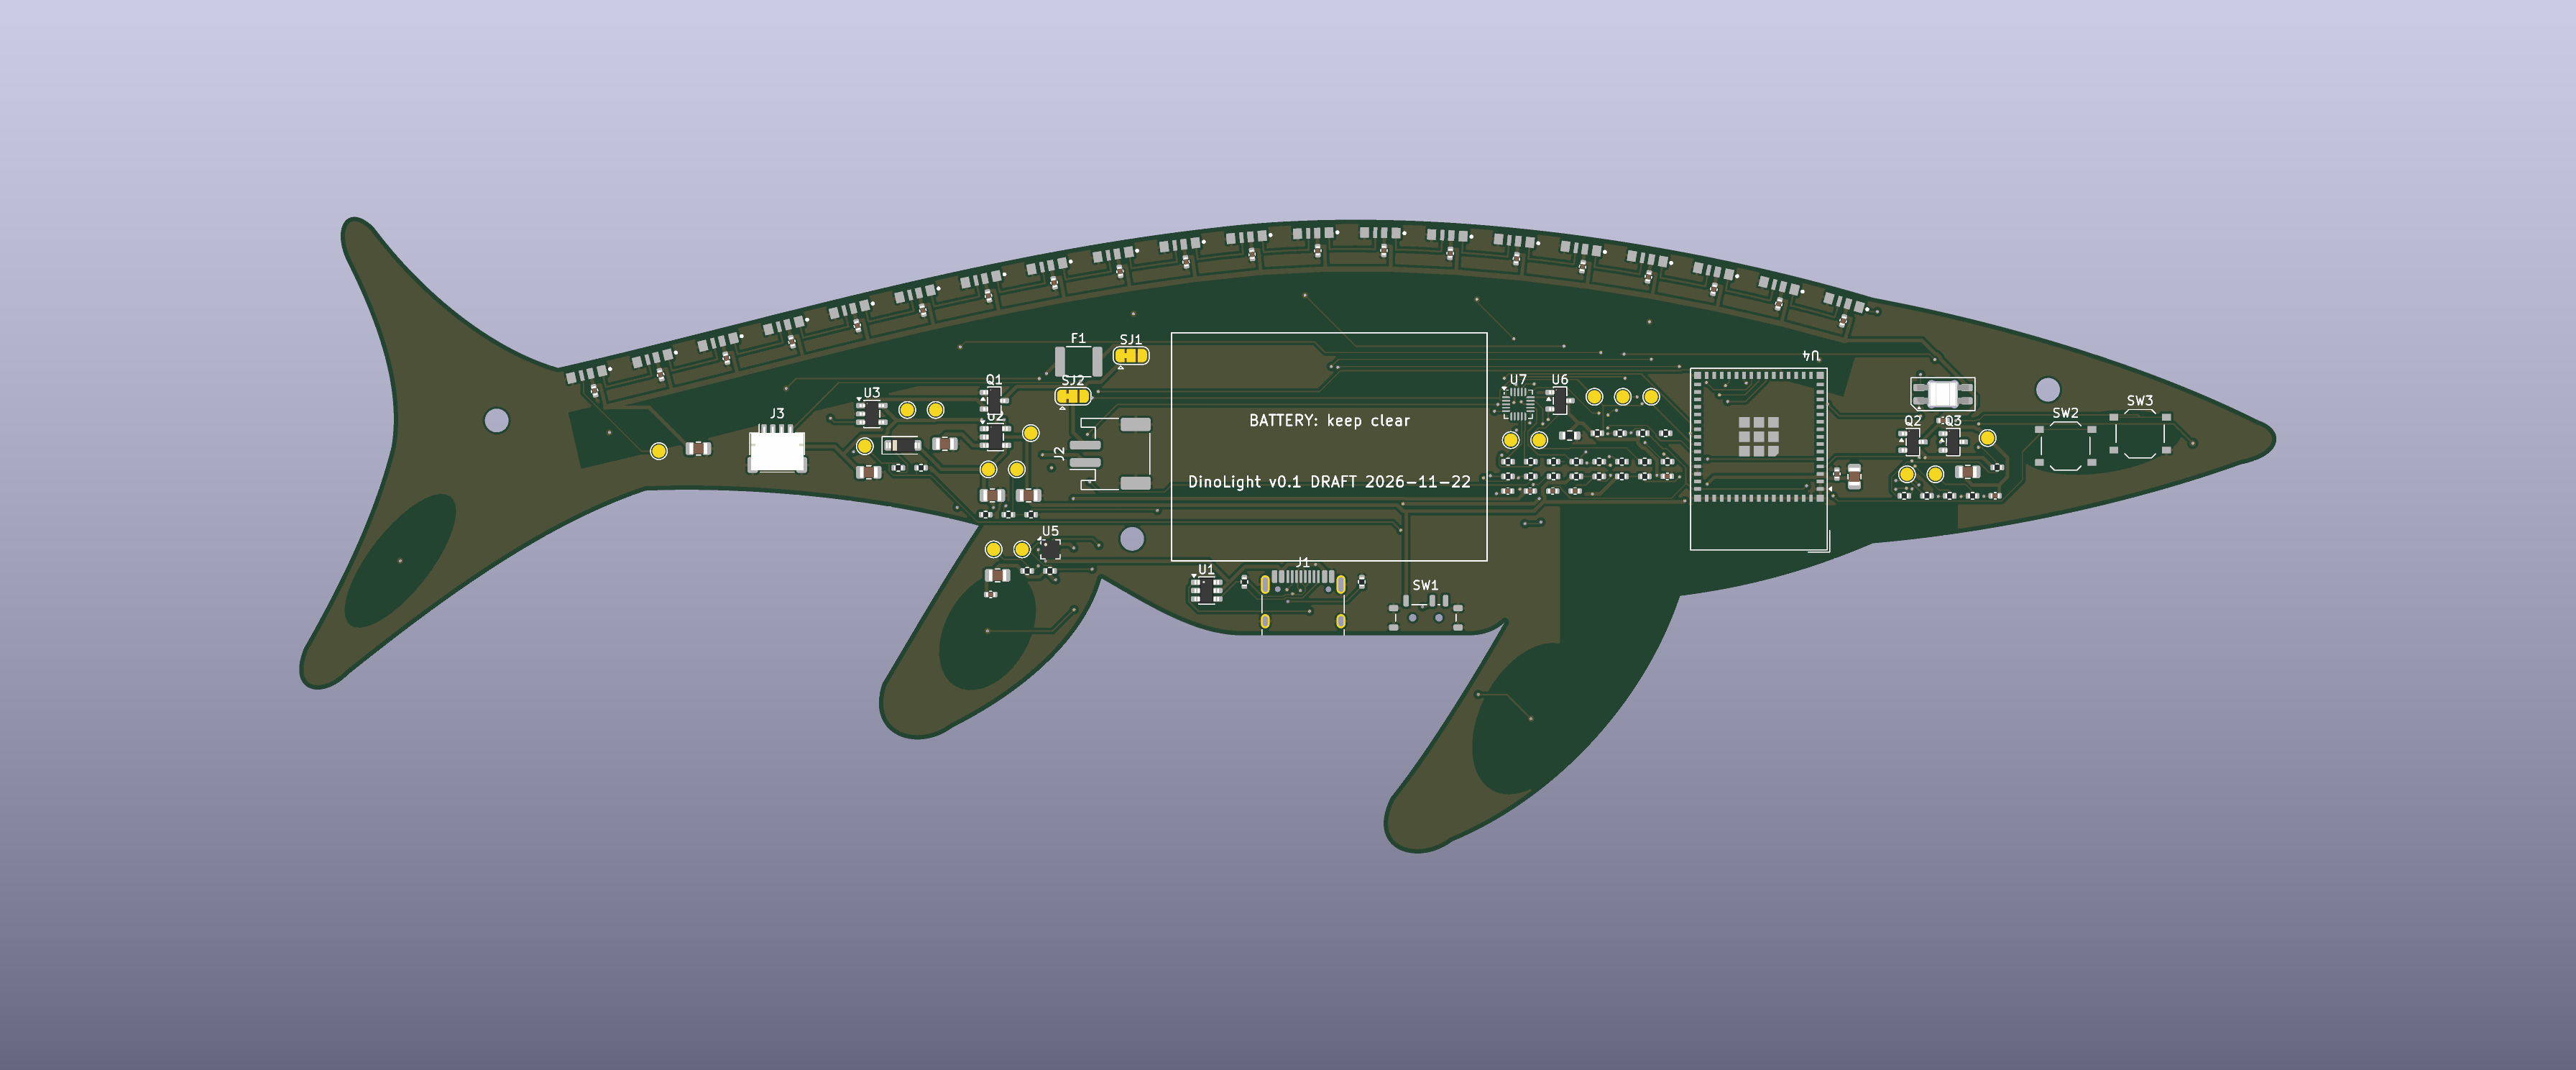 F1
SJ1
U4
Q1
SJ2
U7
U6
U3
J3
U2
BATTERY: keep clear
Q2
Q3
SW2
SW3
J2
DinoLight v0.1 DRAFT 2026-11-22
U5
U1
J1
SW1